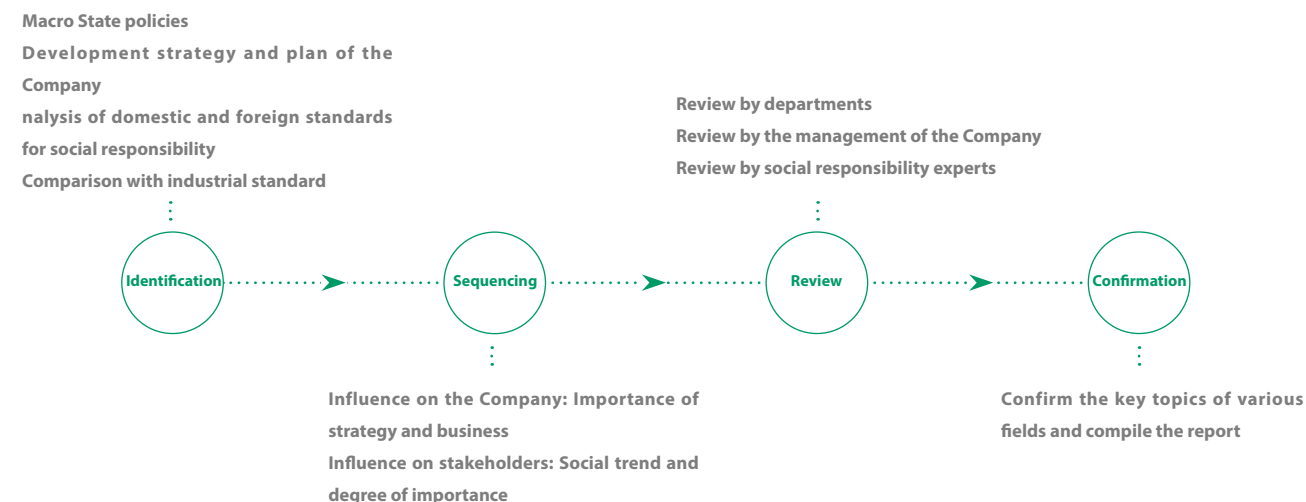 Macro State policies
Development strategy and plan of the
Company
nalysis of domestic and foreign standards
for social responsibility
Comparison with industrial standard
Review by departments
Review by the management of the Company
Review by social responsibility experts
Identification
Sequencing
Review
Confirmation
Influence on the Company: Importance of
strategy and business
Influence on stakeholders: Social trend and
degree of importance
Confirm the key topics of various
fields and compile the report